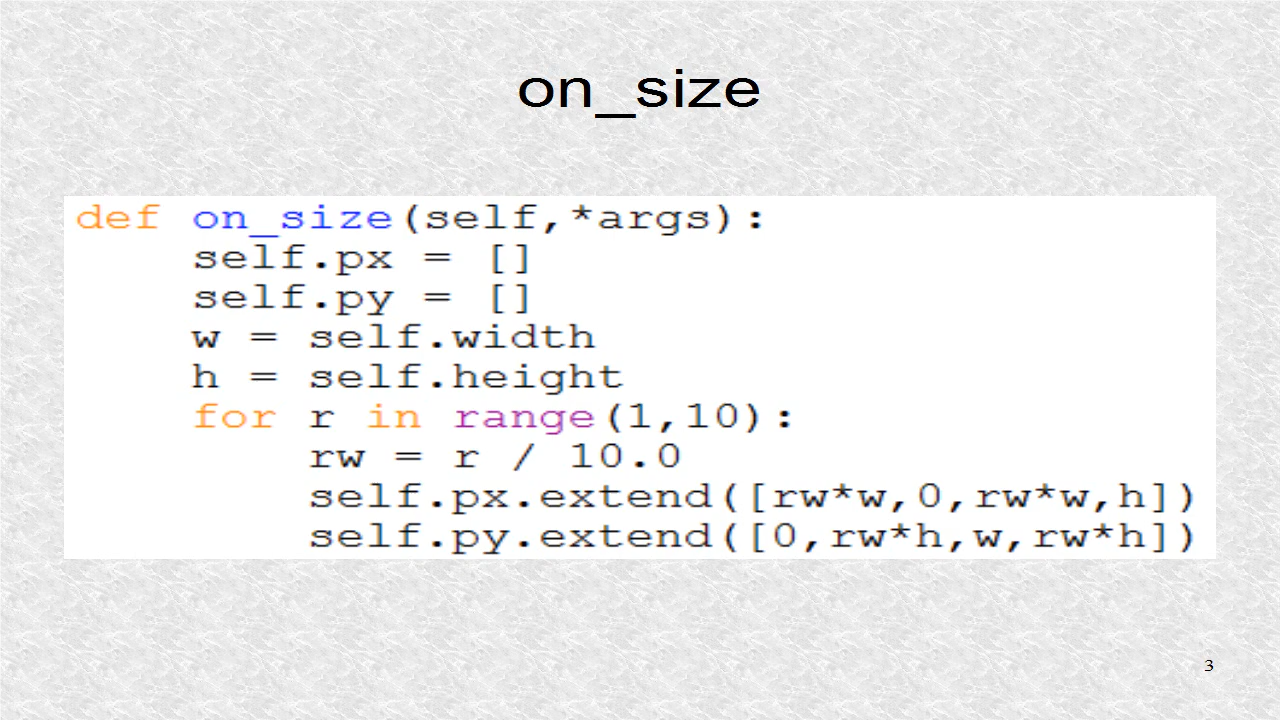 on_size
def on_size(self,*args):
    self.px = []
    self.py = []
    w = self.width
    h = self.height
    for r in range(1,10):
        rw = r / 10.0
        self.px.extend([rw*w,0,rw*w,h])
        self.py.extend([0,rw*h,w,rw*h])
3